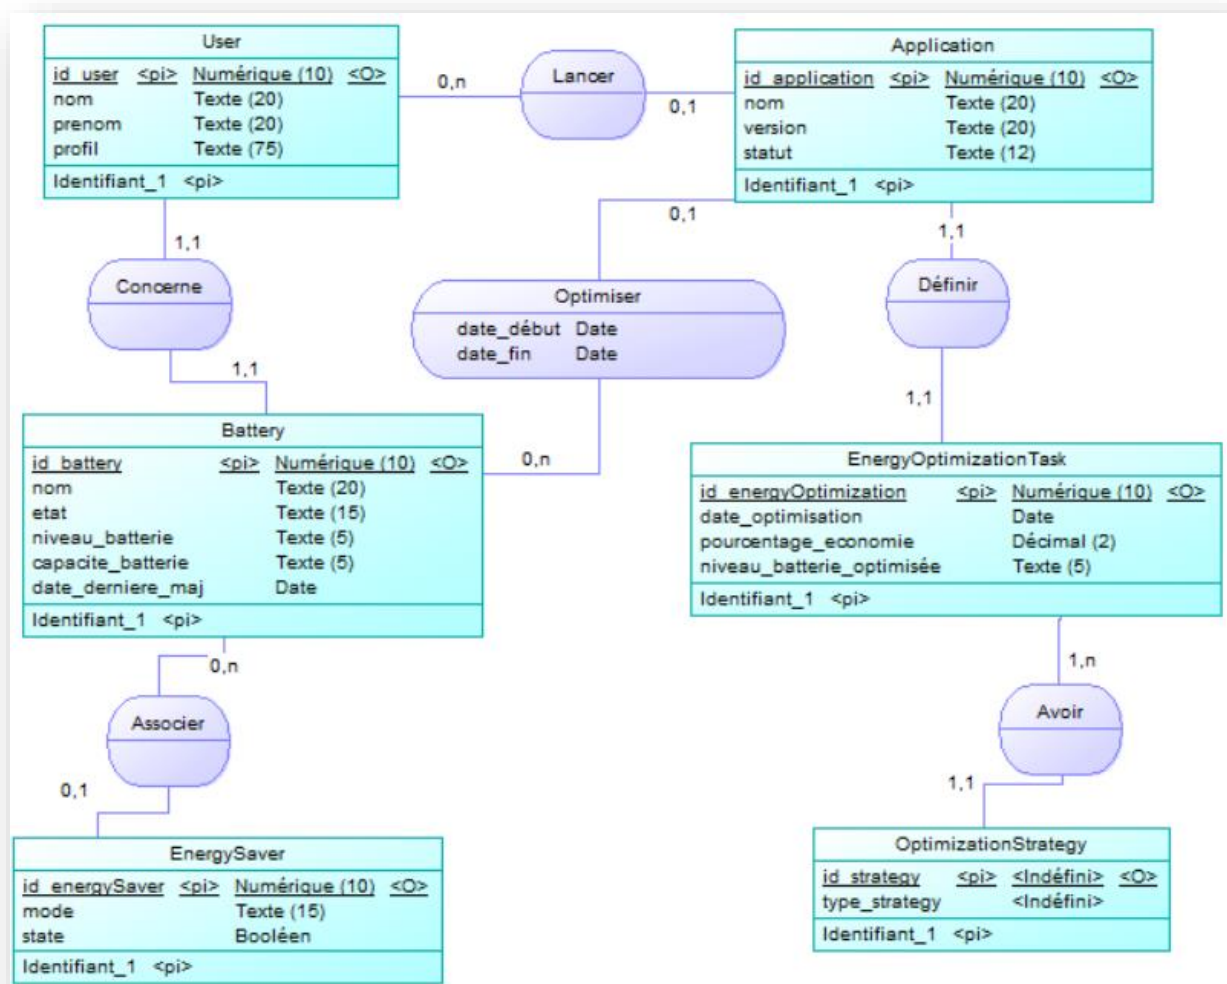 User
id_user <pi> Numérique (10) <O>
nom Texte (20)
prenom Texte (20)
profil Texte (75)
Identifiant_1 <pi>
0,n
Lancer
0,1
Application
id_application <pi> Numérique (10) <O>
nom Texte (20)
version Texte (20)
statut Texte (12)
Identifiant_1 <pi>
1,1
Concerne
1,1
0,1
Optimiser
date_début Date
date_fin Date
0,n
1,1
Définir
1,1
Battery
id_battery <pi> Numérique (10) <O>
nom Texte (20)
etat Texte (15)
niveau_batterie Texte (5)
capacite_batterie Texte (5)
date_derniere_maj Date
Identifiant_1 <pi>
EnergyOptimizationTask
id_energyOptimization <pi> Numérique (10) <O>
date_optimisation Date
pourcentage_economie Décimal (2)
niveau_batterie_optimisée Texte (5)
Identifiant_1 <pi>
0,n
Associer
0,1
1,n
Avoir
1,1
EnergySaver
id_energySaver <pi> Numérique (10) <O>
mode Texte (15)
state Booléen
Identifiant_1 <pi>
OptimizationStrategy
id_strategy <pi> <Indéfini> <O>
type_strategy <Indéfini>
Identifiant_1 <pi>